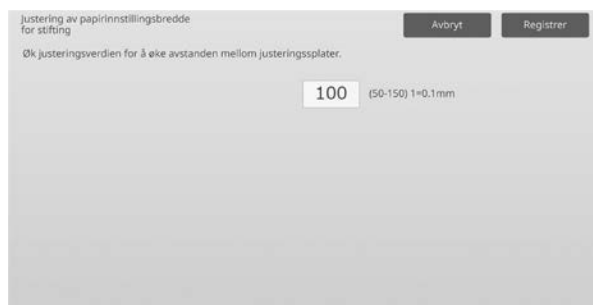 Justering av papirinnstillingsbredde
for stifting
Avbryt
Registrer
Øk justeringsverdien for å øke avstanden mellom justeringssplater.
100 (50-150) 1=0.1mm